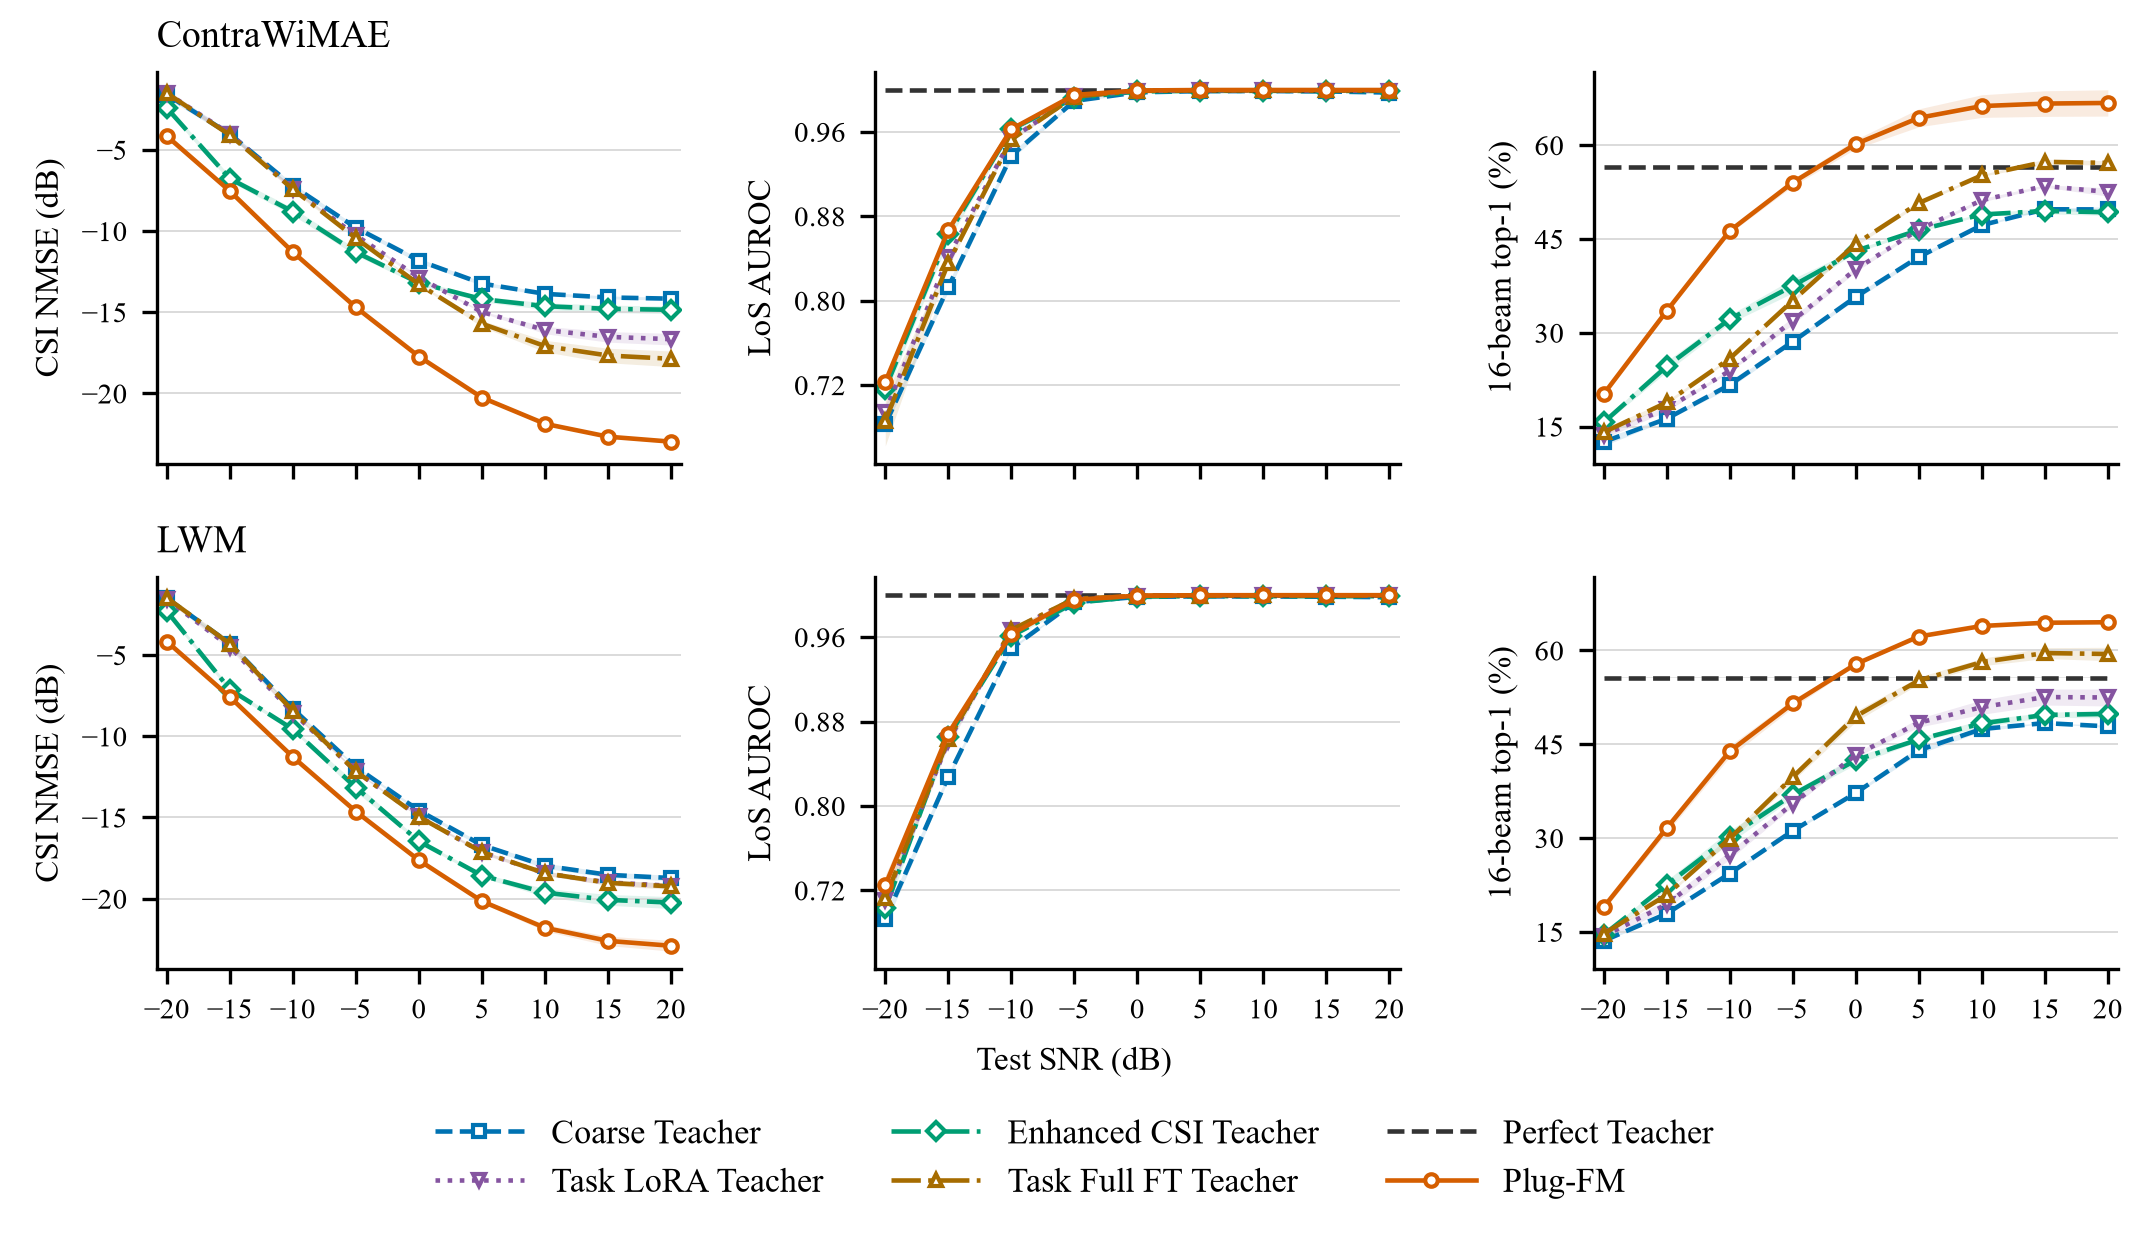 ContraWiMAE
CSI NMSE (dB)
−5
−10
−15
−20
LoS AUROC
0.96
0.88
0.80
0.72
16-beam top-1 (%)
60
45
30
15
LWM
CSI NMSE (dB)
−5
−10
−15
−20
−20 −15 −10 −5 0 5 10 15 20
LoS AUROC
0.96
0.88
0.80
0.72
−20 −15 −10 −5 0 5 10 15 20
16-beam top-1 (%)
60
45
30
15
−20 −15 −10 −5 0 5 10 15 20
Test SNR (dB)
Coarse Teacher
Task LoRA Teacher
Enhanced CSI Teacher
Task Full FT Teacher
Perfect Teacher
Plug-FM